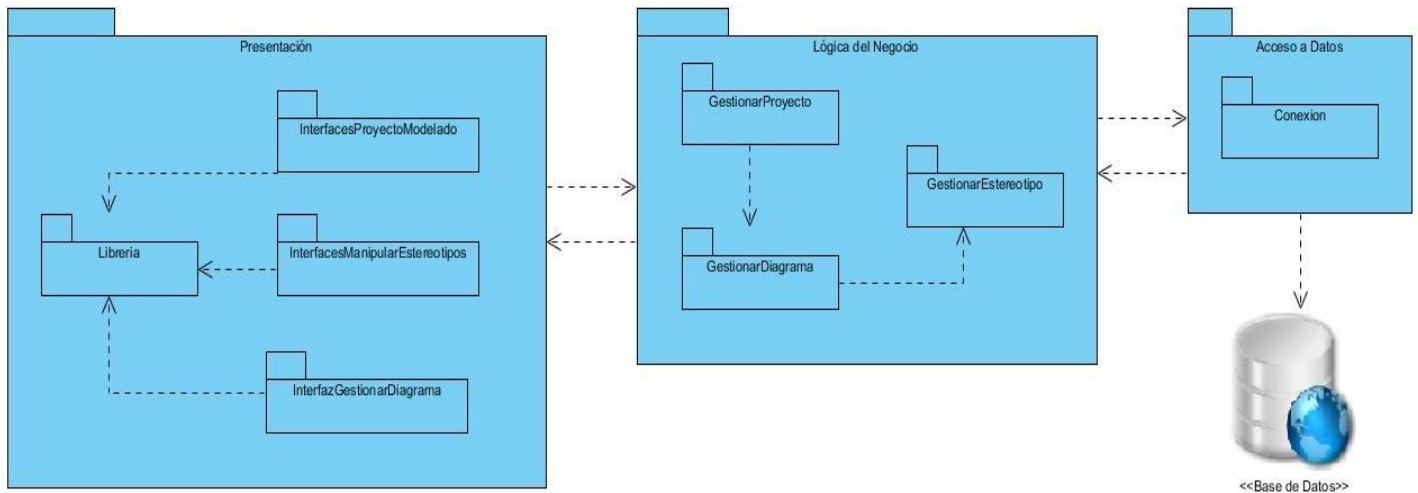 Presentación
InterfacesProyectoModelado
Libreria
InterfacesManipularEstereotipos
InterfazGestionarDiagrama
Lógica del Negocio
GestionarProyecto
GestionarEstereotipo
GestionarDiagrama
Acceso a Datos
Conexion
<<Base de Datos>>